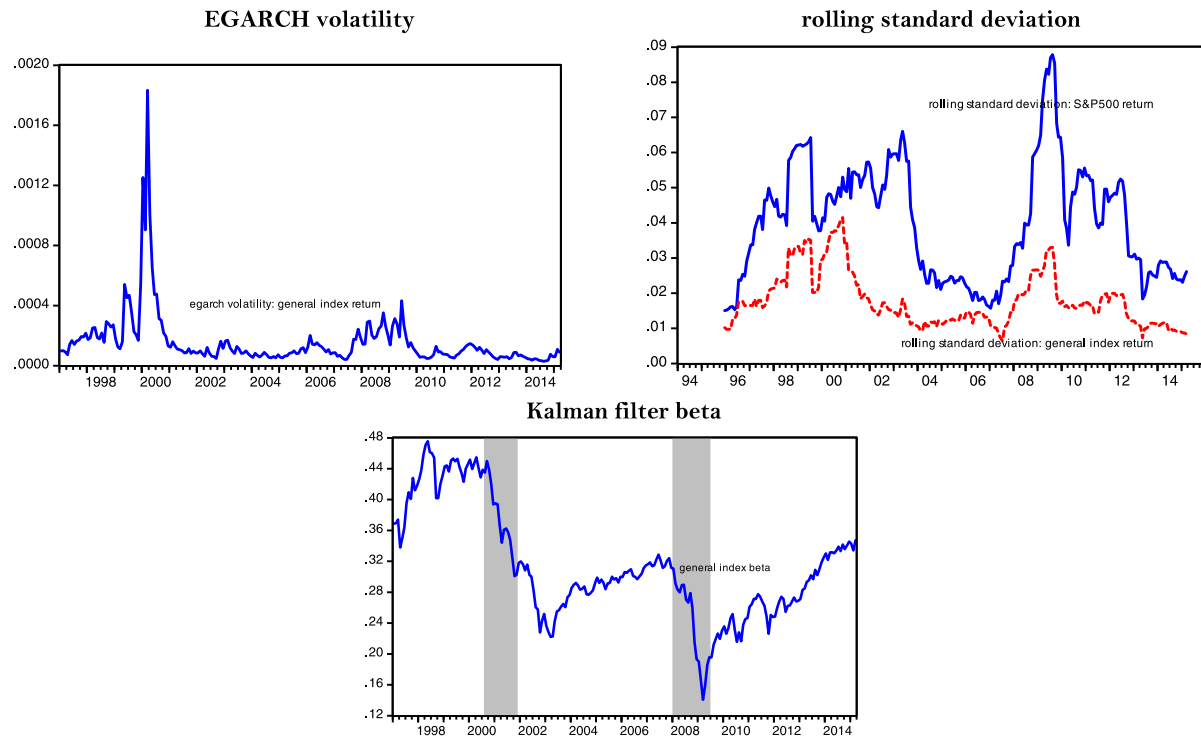 EGARCH volatility
.0020
.0016
.0012
.0008
.0004
.0000
egarch volatility: general index return
1998 2000 2002 2004 2006 2008 2010 2012 2014
rolling standard deviation
.09
.08
.07
.06
.05
.04
.03
.02
.01
.00
rolling standard deviation: S&P500 return
rolling standard deviation: general index return
94 96 98 00 02 04 06 08 10 12 14
Kalman filter beta
.48
.44
.40
.36
.32
.28
.24
.20
.16
.12
general index beta
1998 2000 2002 2004 2006 2008 2010 2012 2014